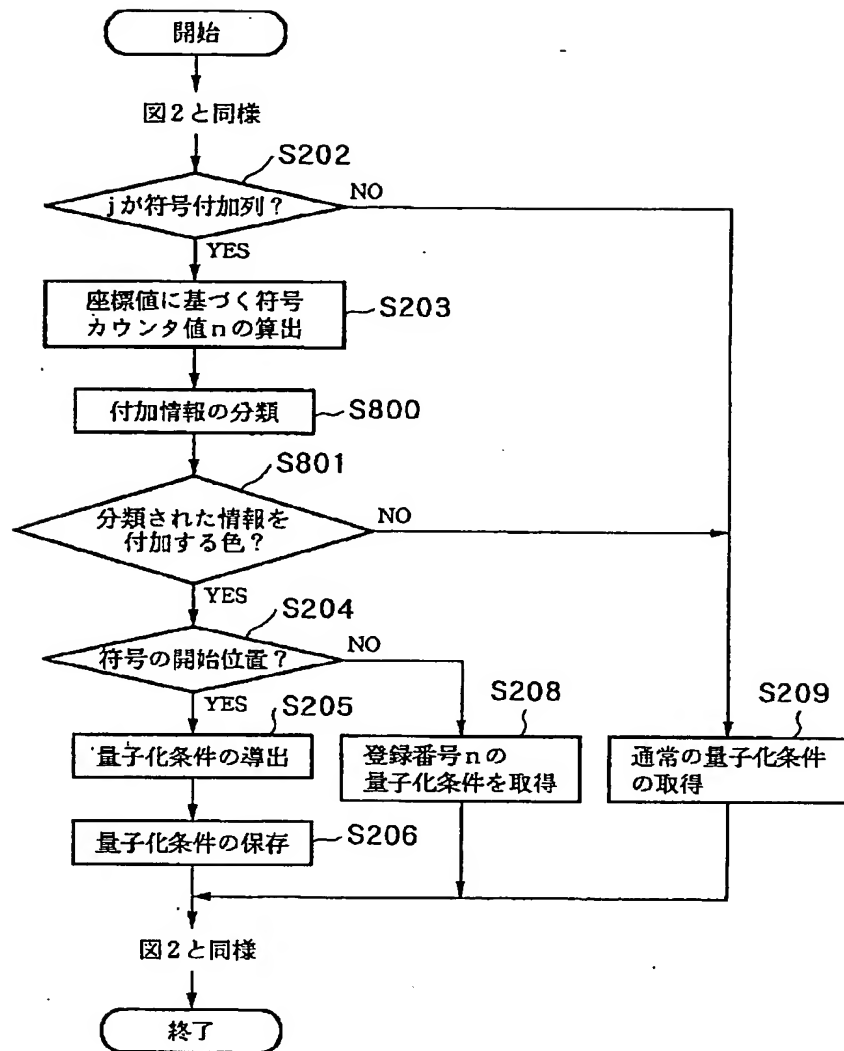 開始
図2と同様
S202
jが符号付加列？
NO
YES
座標値に基づく符号
カウンタ値nの算出
S203
付加情報の分類
S800
S801
分類された情報を
付加する色？
NO
YES
S204
符号の開始位置？
NO
YES
S205
S208
S209
量子化条件の導出
登録番号nの
量子化条件を取得
通常の量子化条件
の取得
量子化条件の保存
S206
図2と同様
終了